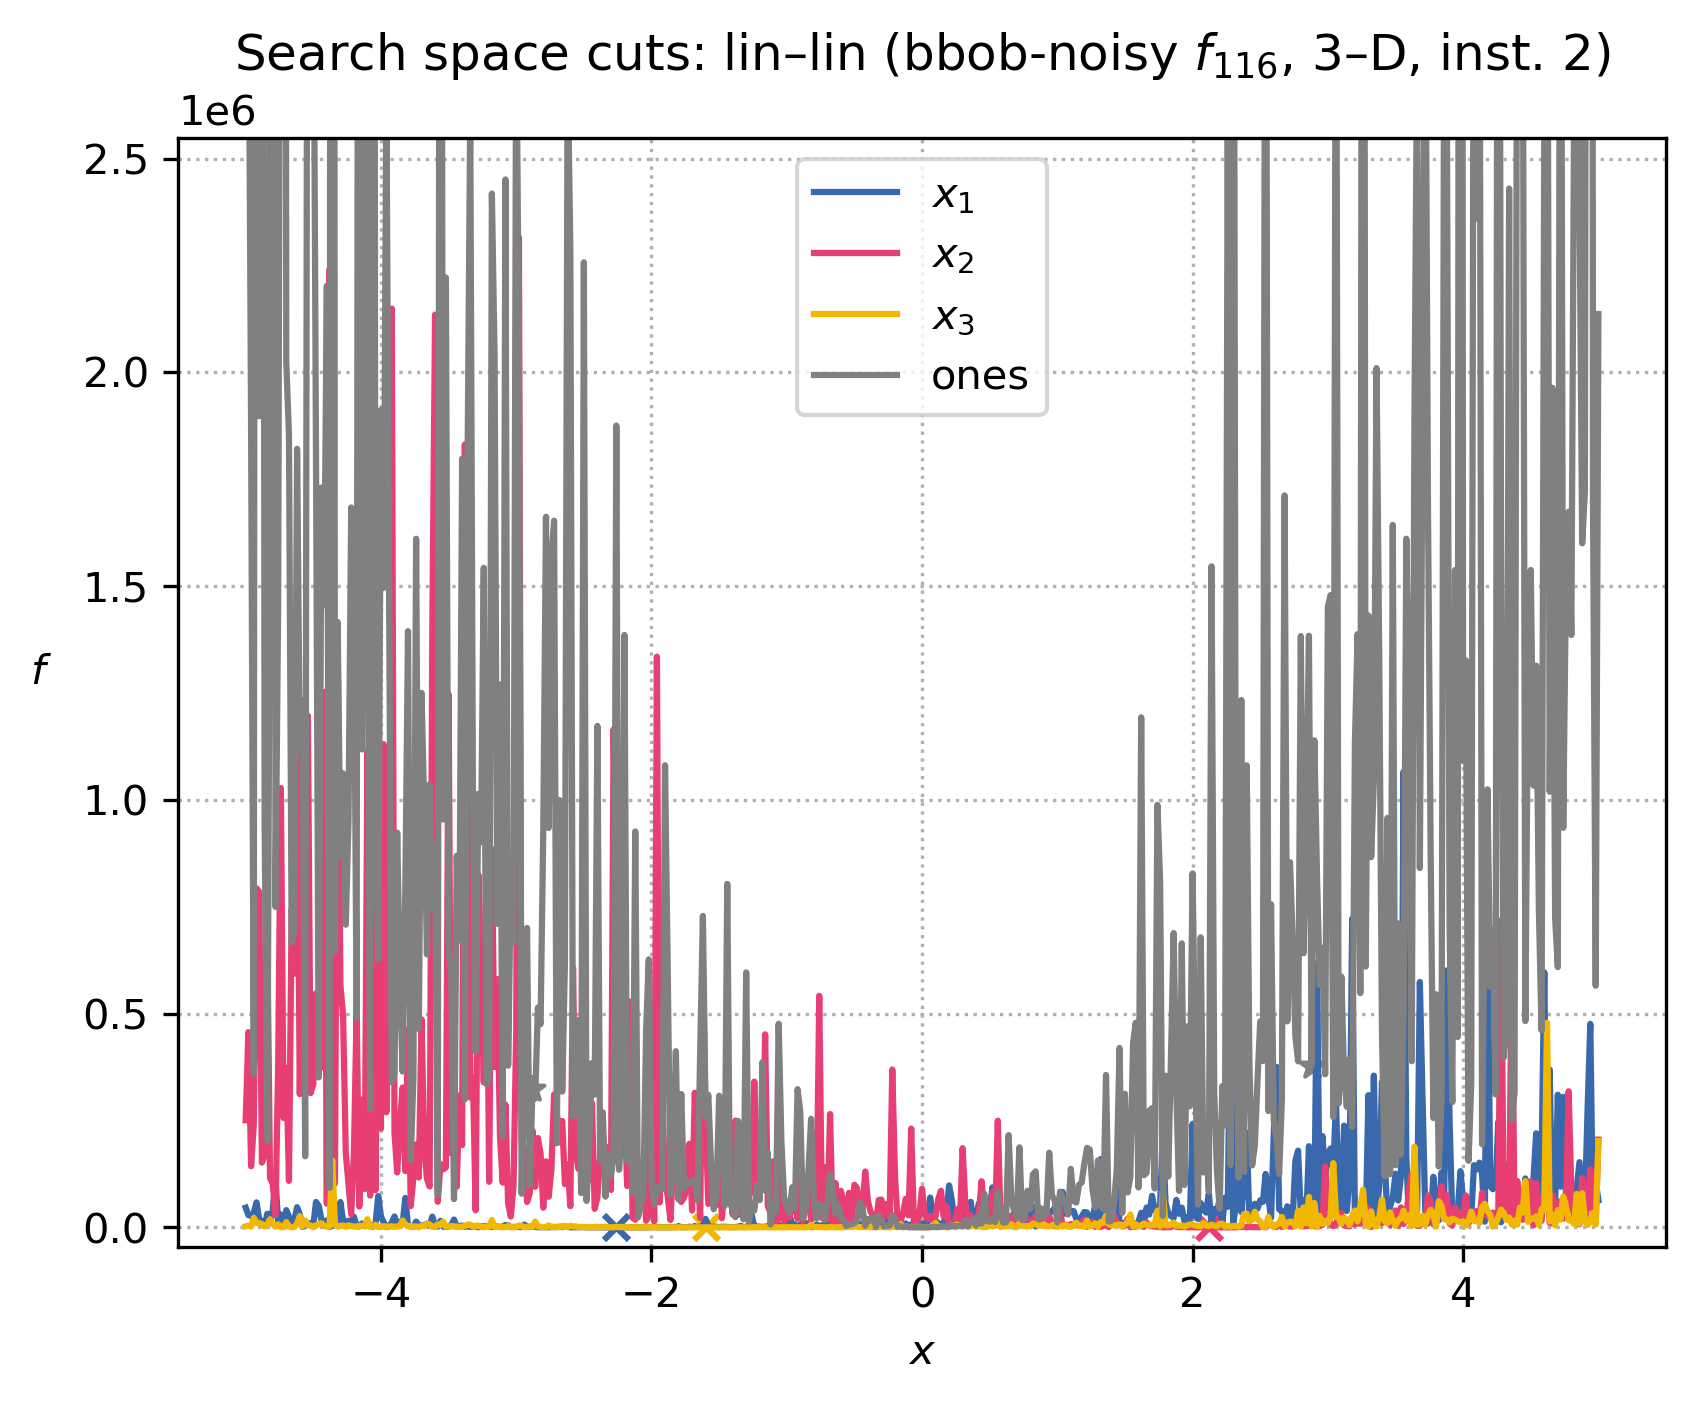 Search space cuts: lin–lin (bbob-noisy f₁₁₆, 3–D, inst. 2)
1e6
2.5
2.0
1.5
1.0
0.5
0.0
f
x₁
x₂
x₃
ones
−4 −2 0 2 4
x